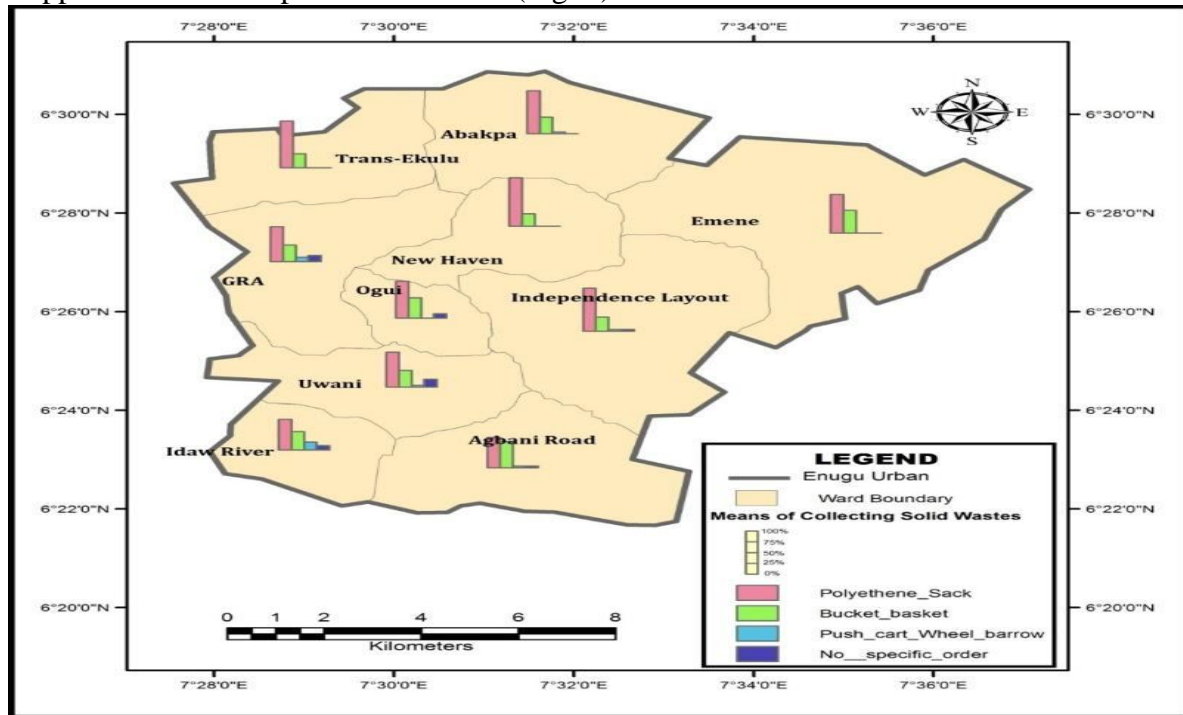 7°28'0"E 7°30'0"E 7°32'0"E 7°34'0"E 7°36'0"E
N
W E
S
6°30'0"N 6°30'0"N
Abakpa
Trans-Ekulu
6°28'0"N Emene 6°28'0"N
New Haven
GRA
Ogui
Independence Layout
6°26'0"N 6°26'0"N
Uwani
6°24'0"N 6°24'0"N
Agbani Road
Idaw River
LEGEND
Enugu Urban
Ward Boundary
6°22'0"N 6°22'0"N
Means of Collecting Solid Wastes
100%
75%
50%
25%
0%
Polyethene_Sack
Bucket_basket
Push_cart_Wheel_barrow
No__specific_order
6°20'0"N 6°20'0"N
0 1 2 4 6 8
Kilometers
7°28'0"E 7°30'0"E 7°32'0"E 7°34'0"E 7°36'0"E